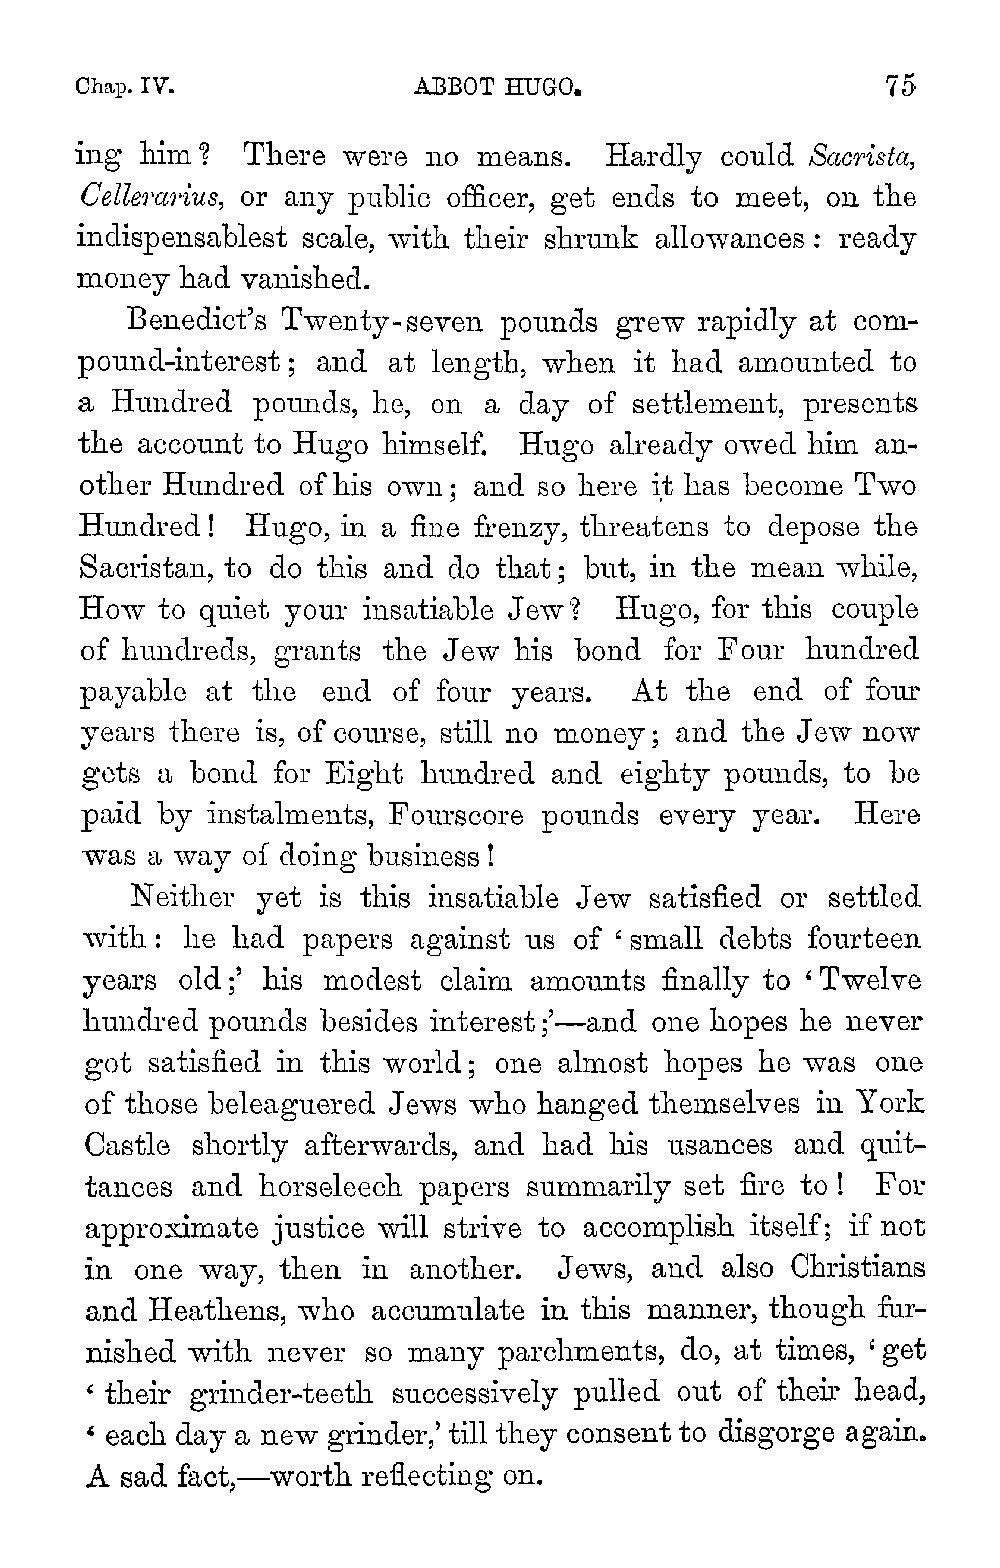 Chap. IV. ABBOT HUGO. 75
ing him? There were no means. Hardly could Sacrista,
Cellerarius, or any public officer, get ends to meet, on the
indispensablest scale, with their shrunk allowances: ready
money had vanished.
Benedict's Twenty-seven pounds grew rapidly at com-
pound-interest; and at length, when it had amounted to
a Hundred pounds, he, on a day of settlement, presents
the account to Hugo himself. Hugo already owed him an-
other Hundred of his own; and so here it has become Two
Hundred! Hugo, in a fine frenzy, threatens to depose the
Sacristan, to do this and do that; but, in the mean while,
How to quiet your insatiable Jew? Hugo, for this couple
of hundreds, grants the Jew his bond for Four hundred
payable at the end of four years. At the end of four
years there is, of course, still no money; and the Jew now
gets a bond for Eight hundred and eighty pounds, to be
paid by instalments, Fourscore pounds every year. Here
was a way of doing business!
Neither yet is this insatiable Jew satisfied or settled
with: he had papers against us of ‘small debts fourteen
years old;’ his modest claim amounts finally to ‘Twelve
hundred pounds besides interest;’—and one hopes he never
got satisfied in this world; one almost hopes he was one
of those beleaguered Jews who hanged themselves in York
Castle shortly afterwards, and had his usances and quit-
tances and horseleech papers summarily set fire to! For
approximate justice will strive to accomplish itself; if not
in one way, then in another. Jews, and also Christians
and Heathens, who accumulate in this manner, though fur-
nished with never so many parchments, do, at times, ‘get
‘their grinder-teeth successively pulled out of their head,
‘each day a new grinder,’ till they consent to disgorge again.
A sad fact,—worth reflecting on.